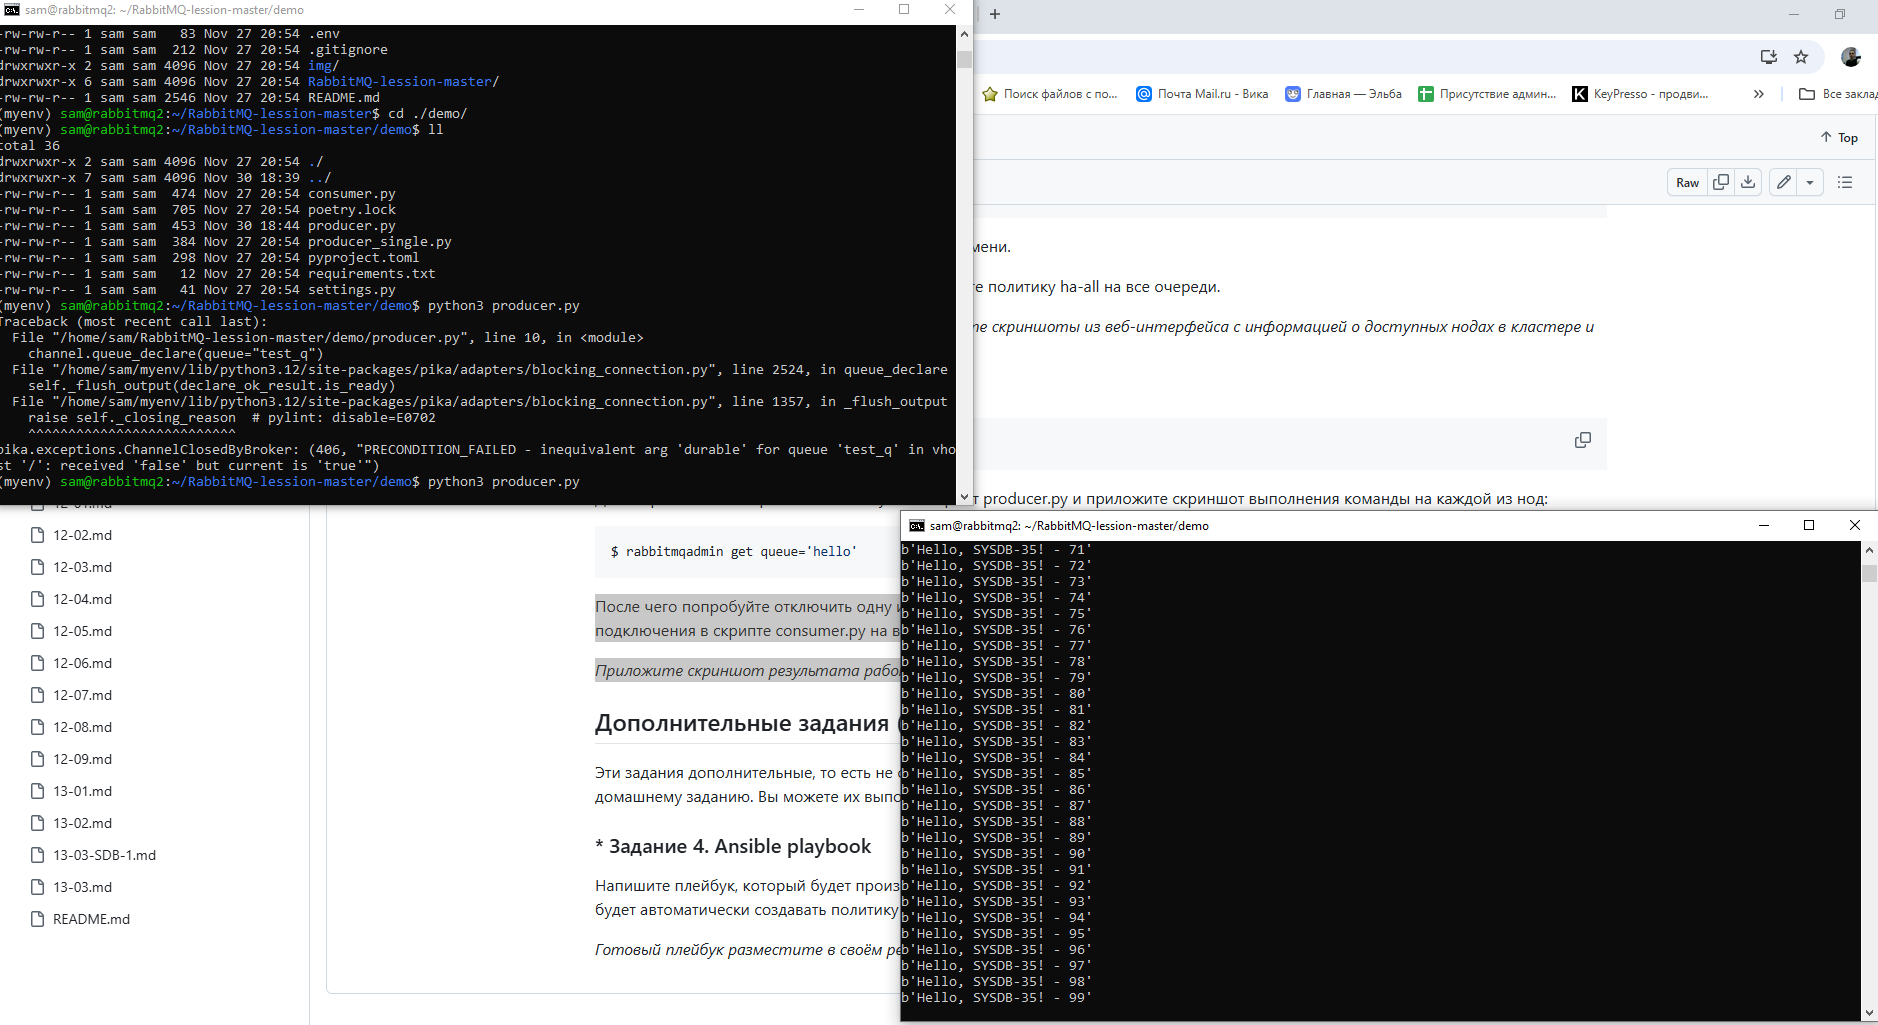 sam@rabbitmq2: ~/RabbitMQ-lession-master/demo
-rw-rw-r-- 1 sam sam   83 Nov 27 20:54 .env
-rw-rw-r-- 1 sam sam  212 Nov 27 20:54 .gitignore
drwxrwxr-x 2 sam sam 4096 Nov 27 20:54 img/
drwxrwxr-x 6 sam sam 4096 Nov 27 20:54 RabbitMQ-lession-master/
-rw-rw-r-- 1 sam sam 2546 Nov 27 20:54 README.md
(myenv) sam@rabbitmq2:~/RabbitMQ-lession-master$ cd ./demo/
(myenv) sam@rabbitmq2:~/RabbitMQ-lession-master/demo$ ll
total 36
drwxrwxr-x 2 sam sam 4096 Nov 27 20:54 ./
drwxrwxr-x 7 sam sam 4096 Nov 30 18:39 ../
-rw-rw-r-- 1 sam sam  474 Nov 27 20:54 consumer.py
-rw-rw-r-- 1 sam sam  705 Nov 27 20:54 poetry.lock
-rw-rw-r-- 1 sam sam  453 Nov 30 18:44 producer.py
-rw-rw-r-- 1 sam sam  384 Nov 27 20:54 producer_single.py
-rw-rw-r-- 1 sam sam  298 Nov 27 20:54 pyproject.toml
-rw-rw-r-- 1 sam sam   12 Nov 27 20:54 requirements.txt
-rw-rw-r-- 1 sam sam   41 Nov 27 20:54 settings.py
(myenv) sam@rabbitmq2:~/RabbitMQ-lession-master/demo$ python3 producer.py
Traceback (most recent call last):
  File "/home/sam/RabbitMQ-lession-master/demo/producer.py", line 10, in <module>
    channel.queue_declare(queue="test_q")
  File "/home/sam/myenv/lib/python3.12/site-packages/pika/adapters/blocking_connection.py", line 2524, in queue_declare
    self._flush_output(declare_ok_result.is_ready)
  File "/home/sam/myenv/lib/python3.12/site-packages/pika/adapters/blocking_connection.py", line 1357, in _flush_output
    raise self._closing_reason  # pylint: disable=E0702
    ^^^^^^^^^^^^^^^^^^^^^^^^^^
pika.exceptions.ChannelClosedByBroker: (406, "PRECONDITION_FAILED - inequivalent arg 'durable' for queue 'test_q' in vho
st '/': received 'false' but current is 'true'")
(myenv) sam@rabbitmq2:~/RabbitMQ-lession-master/demo$ python3 producer.py
Поиск файлов с по...
Почта Mail.ru - Вика
Главная — Эльба
Присутствие админ...
KeyPresso - продви...
Все заклад
Top
Raw
мени.
те политику ha-all на все очереди.
те скриншоты из веб-интерфейса с информацией о доступных нодах в кластере и
т producer.py и приложите скриншот выполнения команды на каждой из нод:
12-01.md
12-02.md
12-03.md
12-04.md
12-05.md
12-06.md
12-07.md
12-08.md
12-09.md
13-01.md
13-02.md
13-03-SDB-1.md
13-03.md
README.md
$ rabbitmqadmin get queue='hello'
После чего попробуйте отключить одну и
подключения в скрипте consumer.py на в
Приложите скриншот результата рабо
Дополнительные задания (
Эти задания дополнительные, то есть не о
домашнему заданию. Вы можете их выпо
* Задание 4. Ansible playbook
Напишите плейбук, который будет произ
будет автоматически создавать политику
Готовый плейбук разместите в своём ре
sam@rabbitmq2: ~/RabbitMQ-lession-master/demo
b'Hello, SYSDB-35! - 71'
b'Hello, SYSDB-35! - 72'
b'Hello, SYSDB-35! - 73'
b'Hello, SYSDB-35! - 74'
b'Hello, SYSDB-35! - 75'
b'Hello, SYSDB-35! - 76'
b'Hello, SYSDB-35! - 77'
b'Hello, SYSDB-35! - 78'
b'Hello, SYSDB-35! - 79'
b'Hello, SYSDB-35! - 80'
b'Hello, SYSDB-35! - 81'
b'Hello, SYSDB-35! - 82'
b'Hello, SYSDB-35! - 83'
b'Hello, SYSDB-35! - 84'
b'Hello, SYSDB-35! - 85'
b'Hello, SYSDB-35! - 86'
b'Hello, SYSDB-35! - 87'
b'Hello, SYSDB-35! - 88'
b'Hello, SYSDB-35! - 89'
b'Hello, SYSDB-35! - 90'
b'Hello, SYSDB-35! - 91'
b'Hello, SYSDB-35! - 92'
b'Hello, SYSDB-35! - 93'
b'Hello, SYSDB-35! - 94'
b'Hello, SYSDB-35! - 95'
b'Hello, SYSDB-35! - 96'
b'Hello, SYSDB-35! - 97'
b'Hello, SYSDB-35! - 98'
b'Hello, SYSDB-35! - 99'